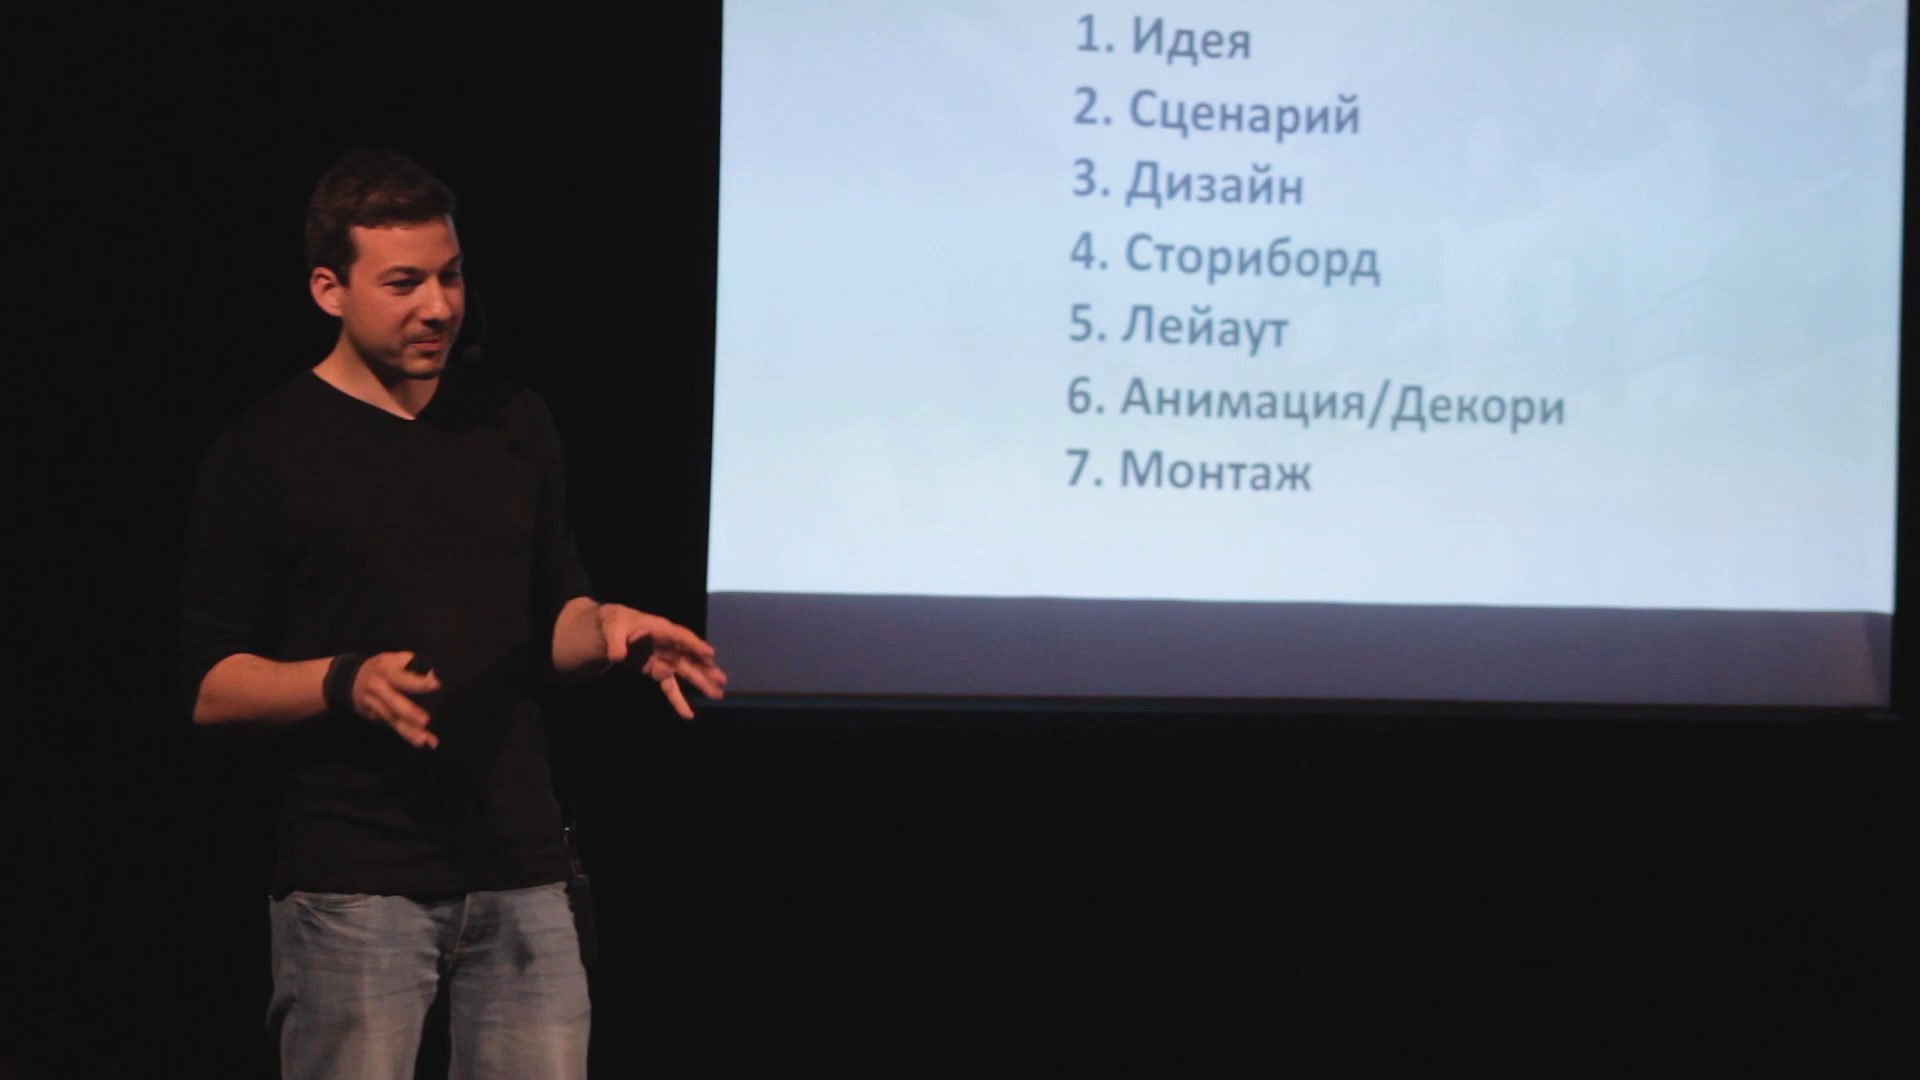 1. Идея
2. Сценарий
3. Дизайн
4. Сториборд
5. Лейаут
6. Анимация/Декори
7. Монтаж